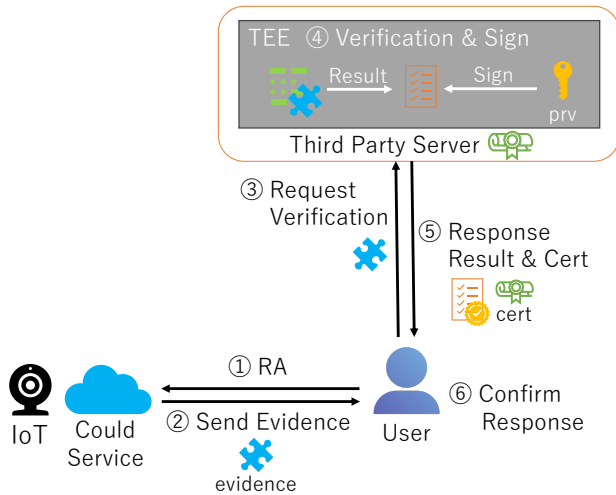 TEE ④ Verification & Sign
Result
Sign
prv
Third Party Server
③ Request
Verification
⑤ Response
Result & Cert
cert
① RA
② Send Evidence
evidence
IoT
Could
Service
User
⑥ Confirm
Response